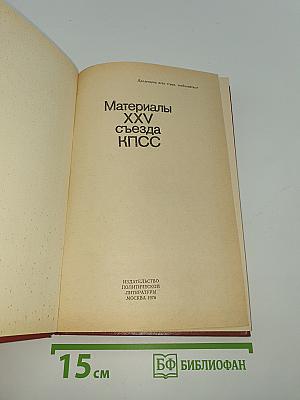 Пролетарии всех стран, соединяйтесь!
Материалы
XXV
съезда
КПСС
ИЗДАТЕЛЬСТВО
ПОЛИТИЧЕСКОЙ
ЛИТЕРАТУРЫ
МОСКВА 1976
15 см
БФ БИБЛИОФАН